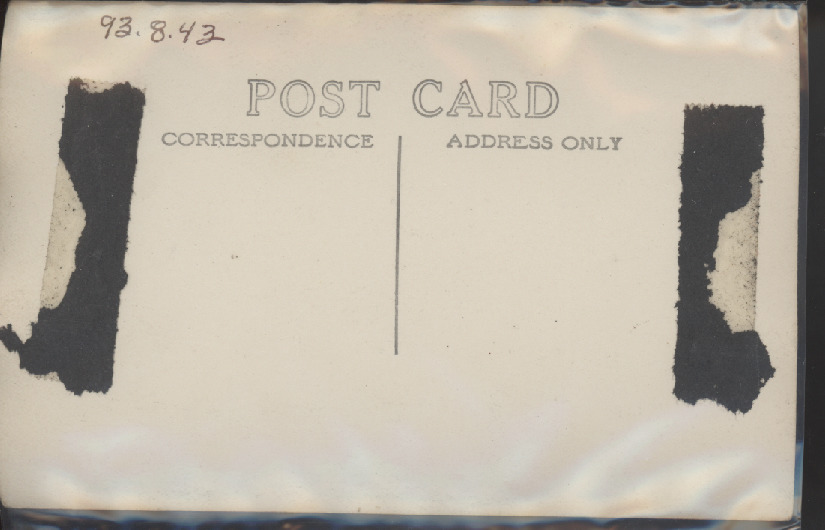 93.8.43
POST CARD
CORRESPONDENCE ADDRESS ONLY